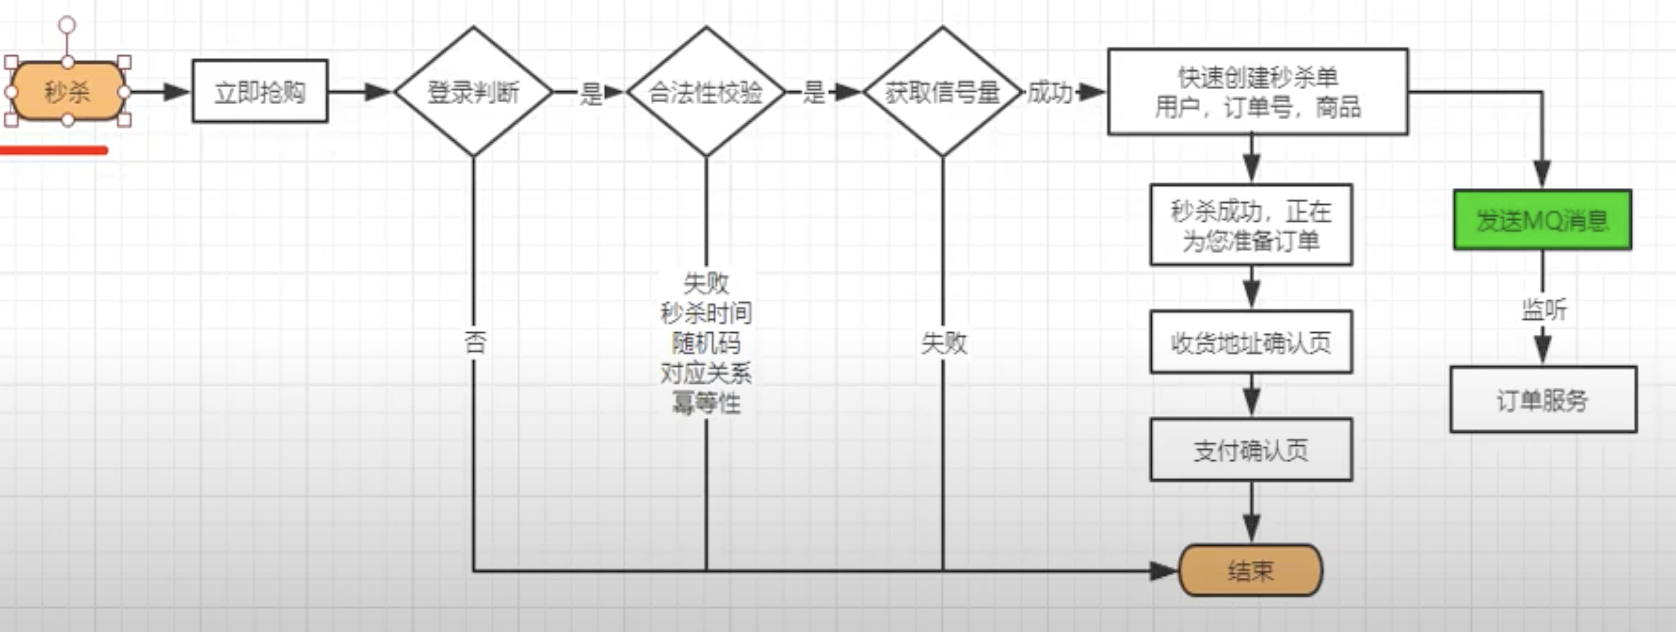 秒杀
立即抢购
登录判断
是
合法性校验
是
获取信号量
成功
快速创建秒杀单
用户，订单号，商品
秒杀成功，正在
为您准备订单
发送MQ消息
失败
秒杀时间
随机码
对应关系
幂等性
否
失败
监听
收货地址确认页
订单服务
支付确认页
结束